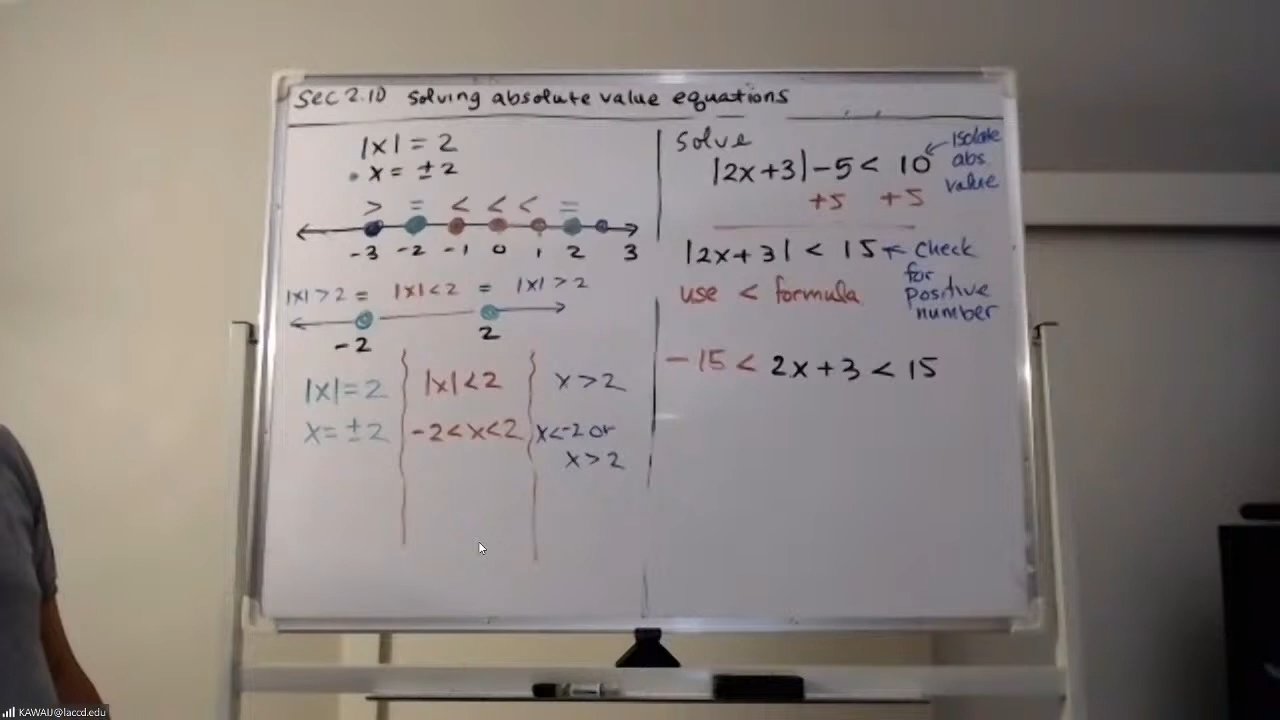 Sec 2.10 Solving absolute value equations
|x| = 2
x = ±2
> = < < < =
-3 -2 -1 0 1 2 3
|x| > 2 = |x| < 2 = |x| > 2
-2 2
|x| = 2
x = ±2
|x| < 2
-2 < x < 2
x > 2
x < -2 or
x > 2
Solve
|2x+3| - 5 < 10
+5 +5
Isolate
abs.
value
|2x+3| < 15
check
for
positive
number
use < formula
-15 < 2x+3 < 15
KAWAIJ@laccd.edu